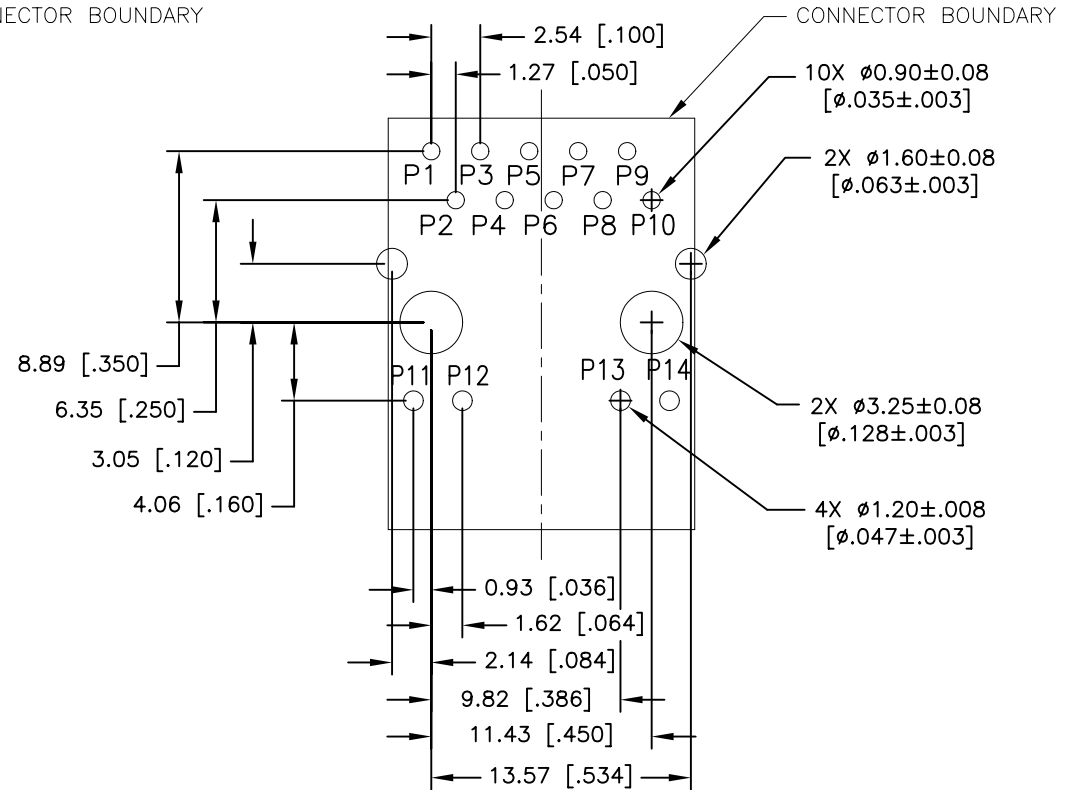 NECTOR BOUNDARY
CONNECTOR BOUNDARY
2.54 [.100]
1.27 [.050]
10X ø0.90±0.08
[ø.035±.003]
P1 P3 P5 P7 P9
2X ø1.60±0.08
[ø.063±.003]
P2 P4 P6 P8 P10
8.89 [.350]
6.35 [.250]
3.05 [.120]
4.06 [.160]
P11 P12 P13 P14
2X ø3.25±0.08
[ø.128±.003]
4X ø1.20±.008
[ø.047±.003]
0.93 [.036]
1.62 [.064]
2.14 [.084]
9.82 [.386]
11.43 [.450]
13.57 [.534]